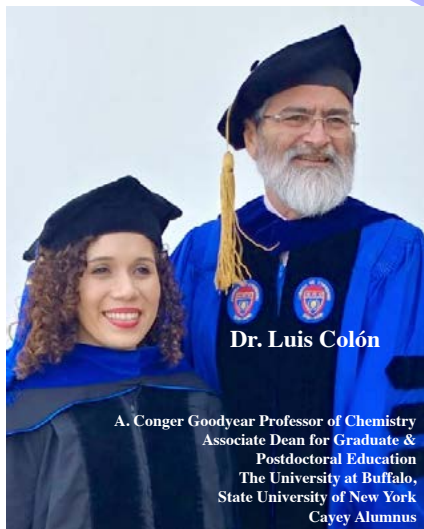 Dr. Luis Colón
A. Conger Goodyear Professor of Chemistry
Associate Dean for Graduate &
Postdoctoral Education
The University at Buffalo,
State University of New York
Cayey Alumnus